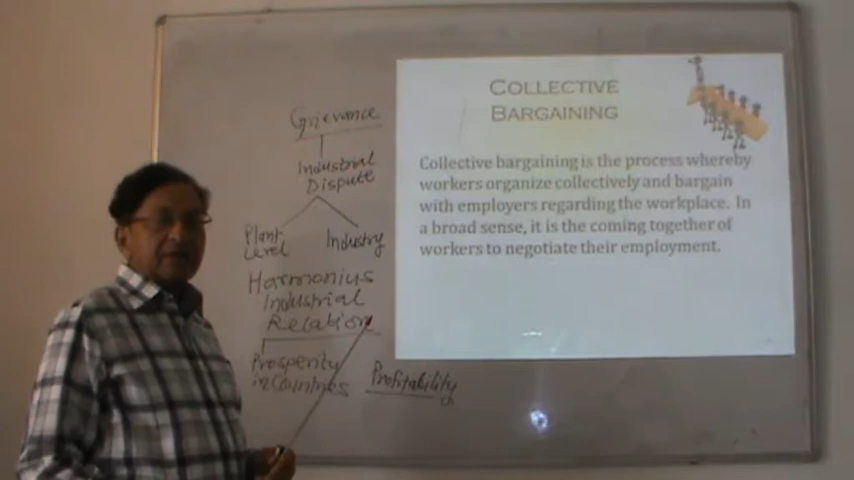 Grievance
Industrial
Dispute
Plant
Level
Industry
Harmonius
Industrial
Relation
Prosperity
in Countries
Profitability
COLLECTIVE
BARGAINING
Collective bargaining is the process whereby
workers organize collectively and bargain
with employers regarding the workplace. In
a broad sense, it is the coming together of
workers to negotiate their employment.